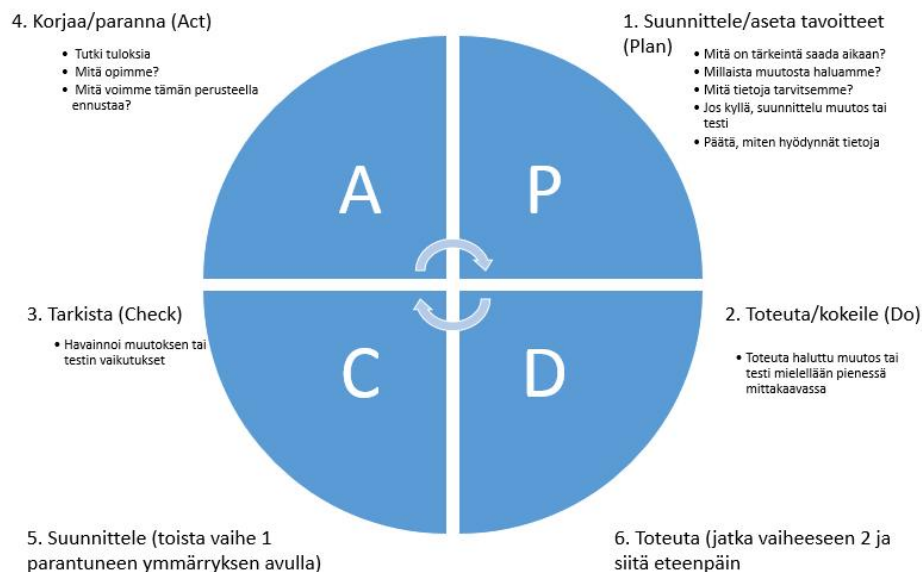 4. Korjaa/paranna (Act)
• Tutki tuloksia
• Mitä opimme?
• Mitä voimme tämän perusteella
ennustaa?
1. Suunnittele/aseta tavoitteet
(Plan)
• Mitä on tärkeintä saada aikaan?
• Millaista muutosta haluamme?
• Mitä tietoja tarvitsemme?
• Jos kyllä, suunnittelu muutos tai
testi
• Päätä, miten hyödynnät tietoja
A
P
3. Tarkista (Check)
• Havainnoi muutoksen tai
testin vaikutukset
2. Toteuta/kokeile (Do)
• Toteuta haluttu muutos tai
testi mielellään pienessä
mittakaavassa
C
D
5. Suunnittele (toista vaihe 1
parantuneen ymmärryksen avulla)
6. Toteuta (jatka vaiheeseen 2 ja
siitä eteenpäin